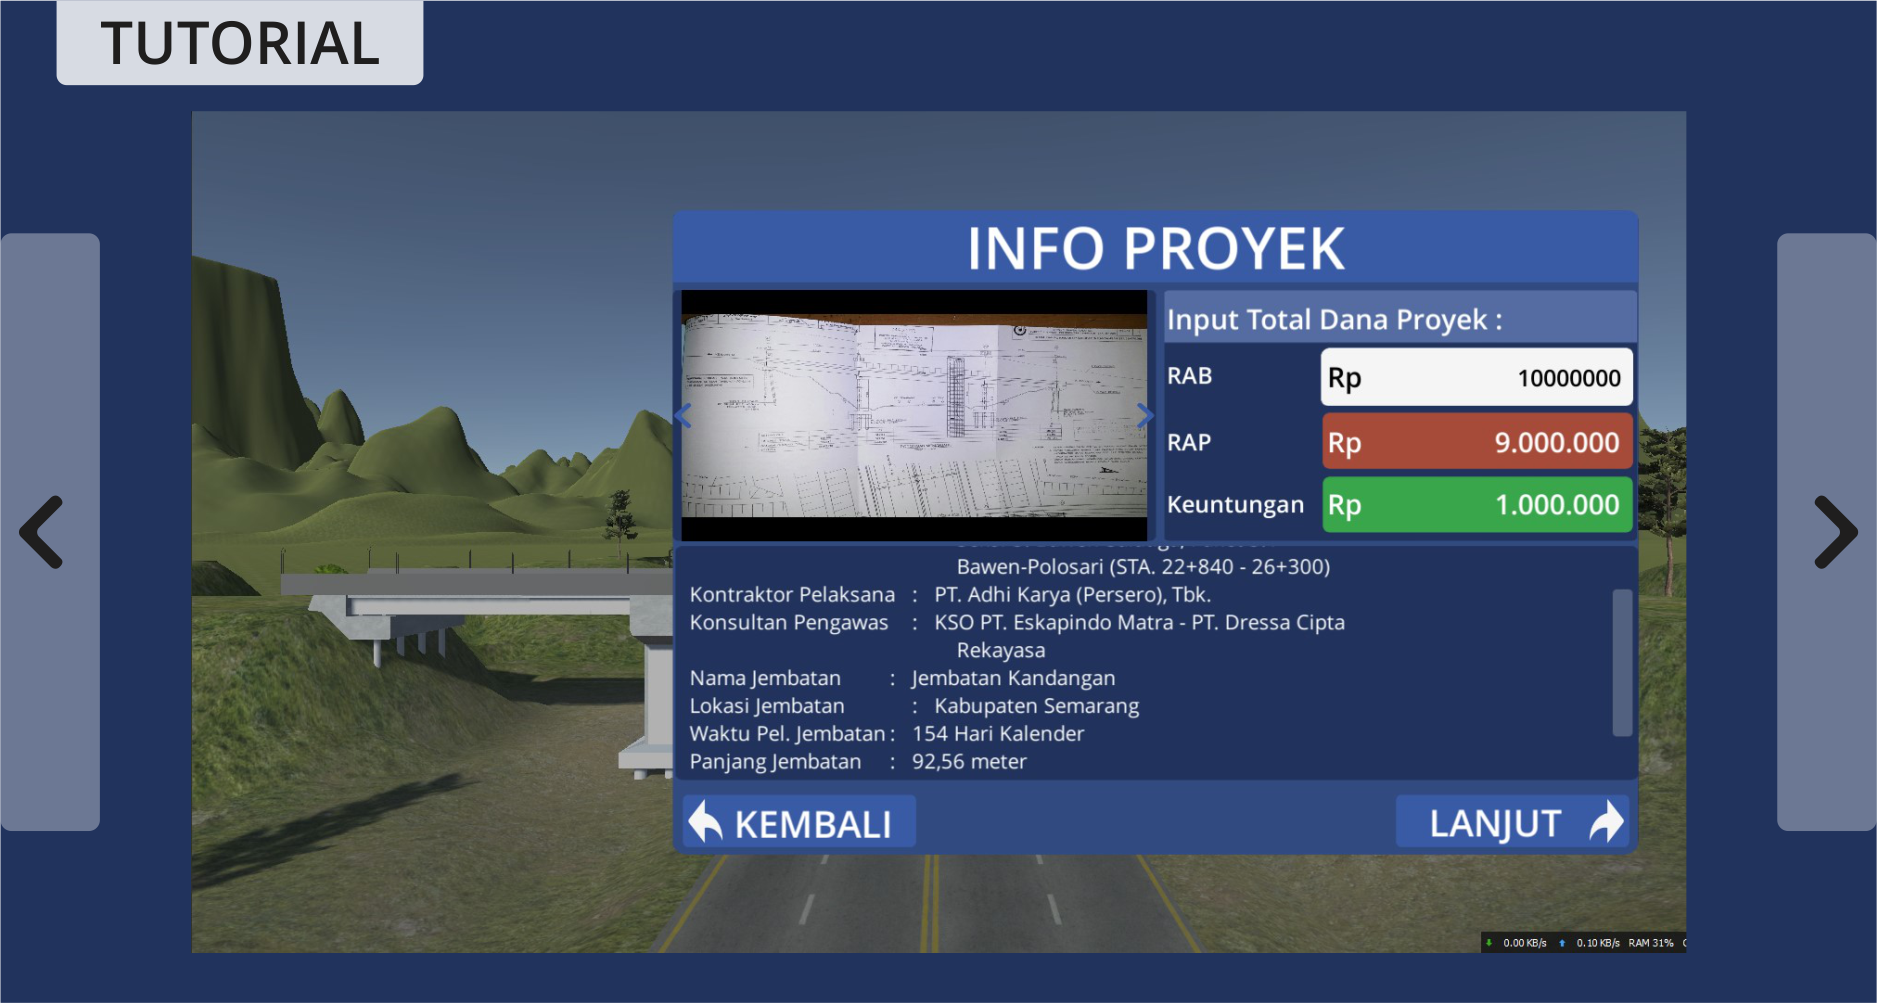 TUTORIAL
INFO PROYEK
Input Total Dana Proyek :
RAB Rp 10000000
RAP Rp 9.000.000
Keuntungan Rp 1.000.000
Bawen-Polosari (STA. 22+840 - 26+300)
Kontraktor Pelaksana : PT. Adhi Karya (Persero), Tbk.
Konsultan Pengawas : KSO PT. Eskapindo Matra - PT. Dressa Cipta
Rekayasa
Nama Jembatan : Jembatan Kandangan
Lokasi Jembatan : Kabupaten Semarang
Waktu Pel. Jembatan : 154 Hari Kalender
Panjang Jembatan : 92,56 meter
KEMBALI
LANJUT
0.00 KB/s 0.10 KB/s RAM 31%